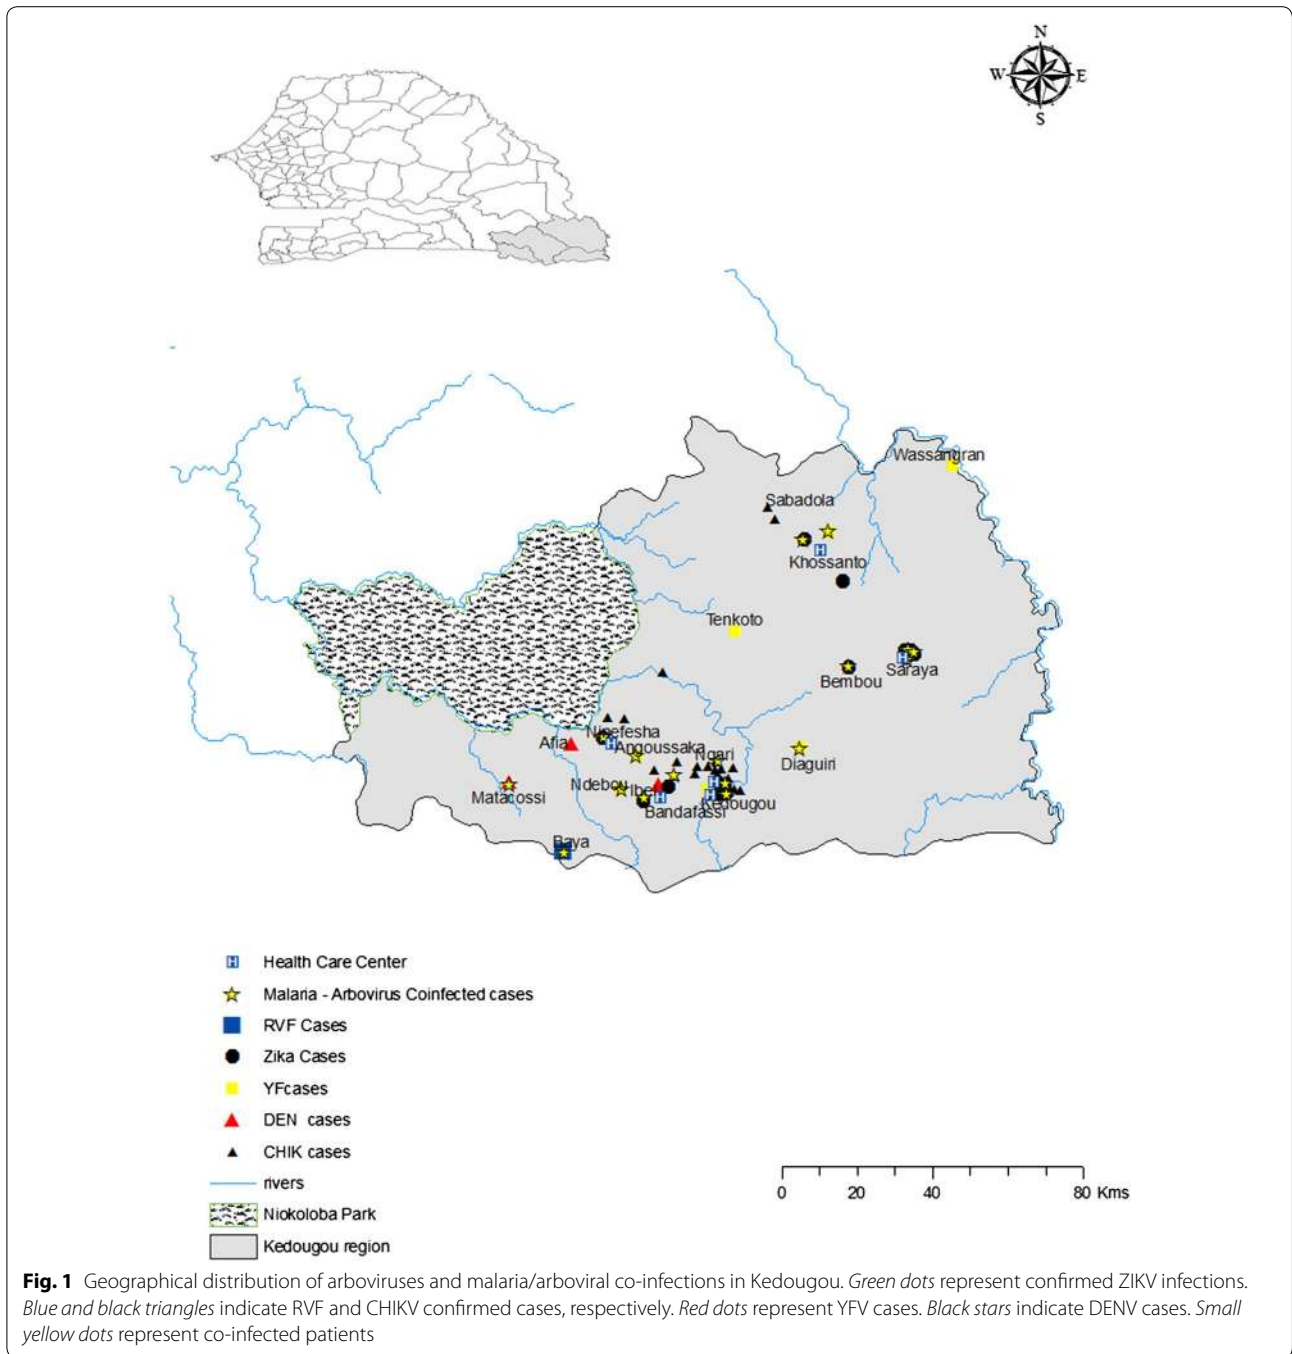 N
W E
S
Wassangran
Sabadola
Khossanto
Tenkoto
Saraya
Bembou
Ninefesha
Afia
Angoussaka
Ngari
Diaguiri
Ndebou
Ibel
Matacossi
Kedougou
Bandafassi
Baya
Health Care Center
Malaria - Arbovirus Coinfected cases
RVF Cases
Zika Cases
YFcases
DEN cases
CHIK cases
rivers
Niokoloba Park
Kedougou region
0 20 40 80 Kms
Fig. 1 Geographical distribution of arboviruses and malaria/arboviral co-infections in Kedougou. Green dots represent confirmed ZIKV infections.
Blue and black triangles indicate RVF and CHIKV confirmed cases, respectively. Red dots represent YFV cases. Black stars indicate DENV cases. Small
yellow dots represent co-infected patients